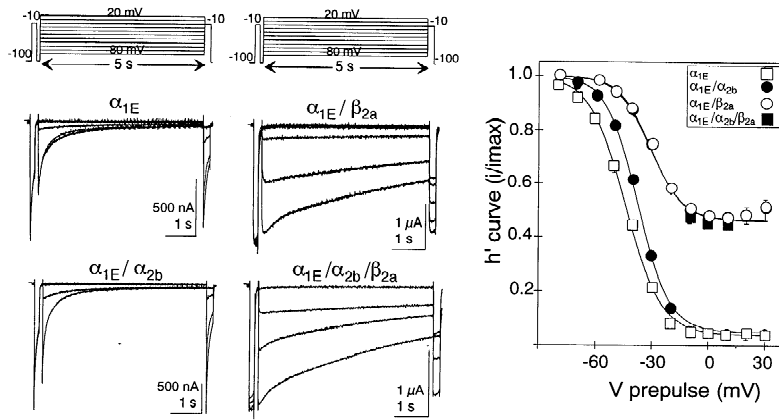 -10 20 mV -10
-100 80 mV
5 s
-10 20 mV -10
-100 80 mV -100
5 s
α1E
500 nA
1 s
α1E / β2a
1 µA
1 s
α1E / α2b
500 nA
1 s
α1E / α2b / β2a
1 µA
1 s
h' curve (i/imax)
1.0
0.8
0.6
0.4
0.2
-60 -30 0 30
V prepulse (mV)
α1E
α1E/α2b
α1E/β2a
α1E/α2b/β2a